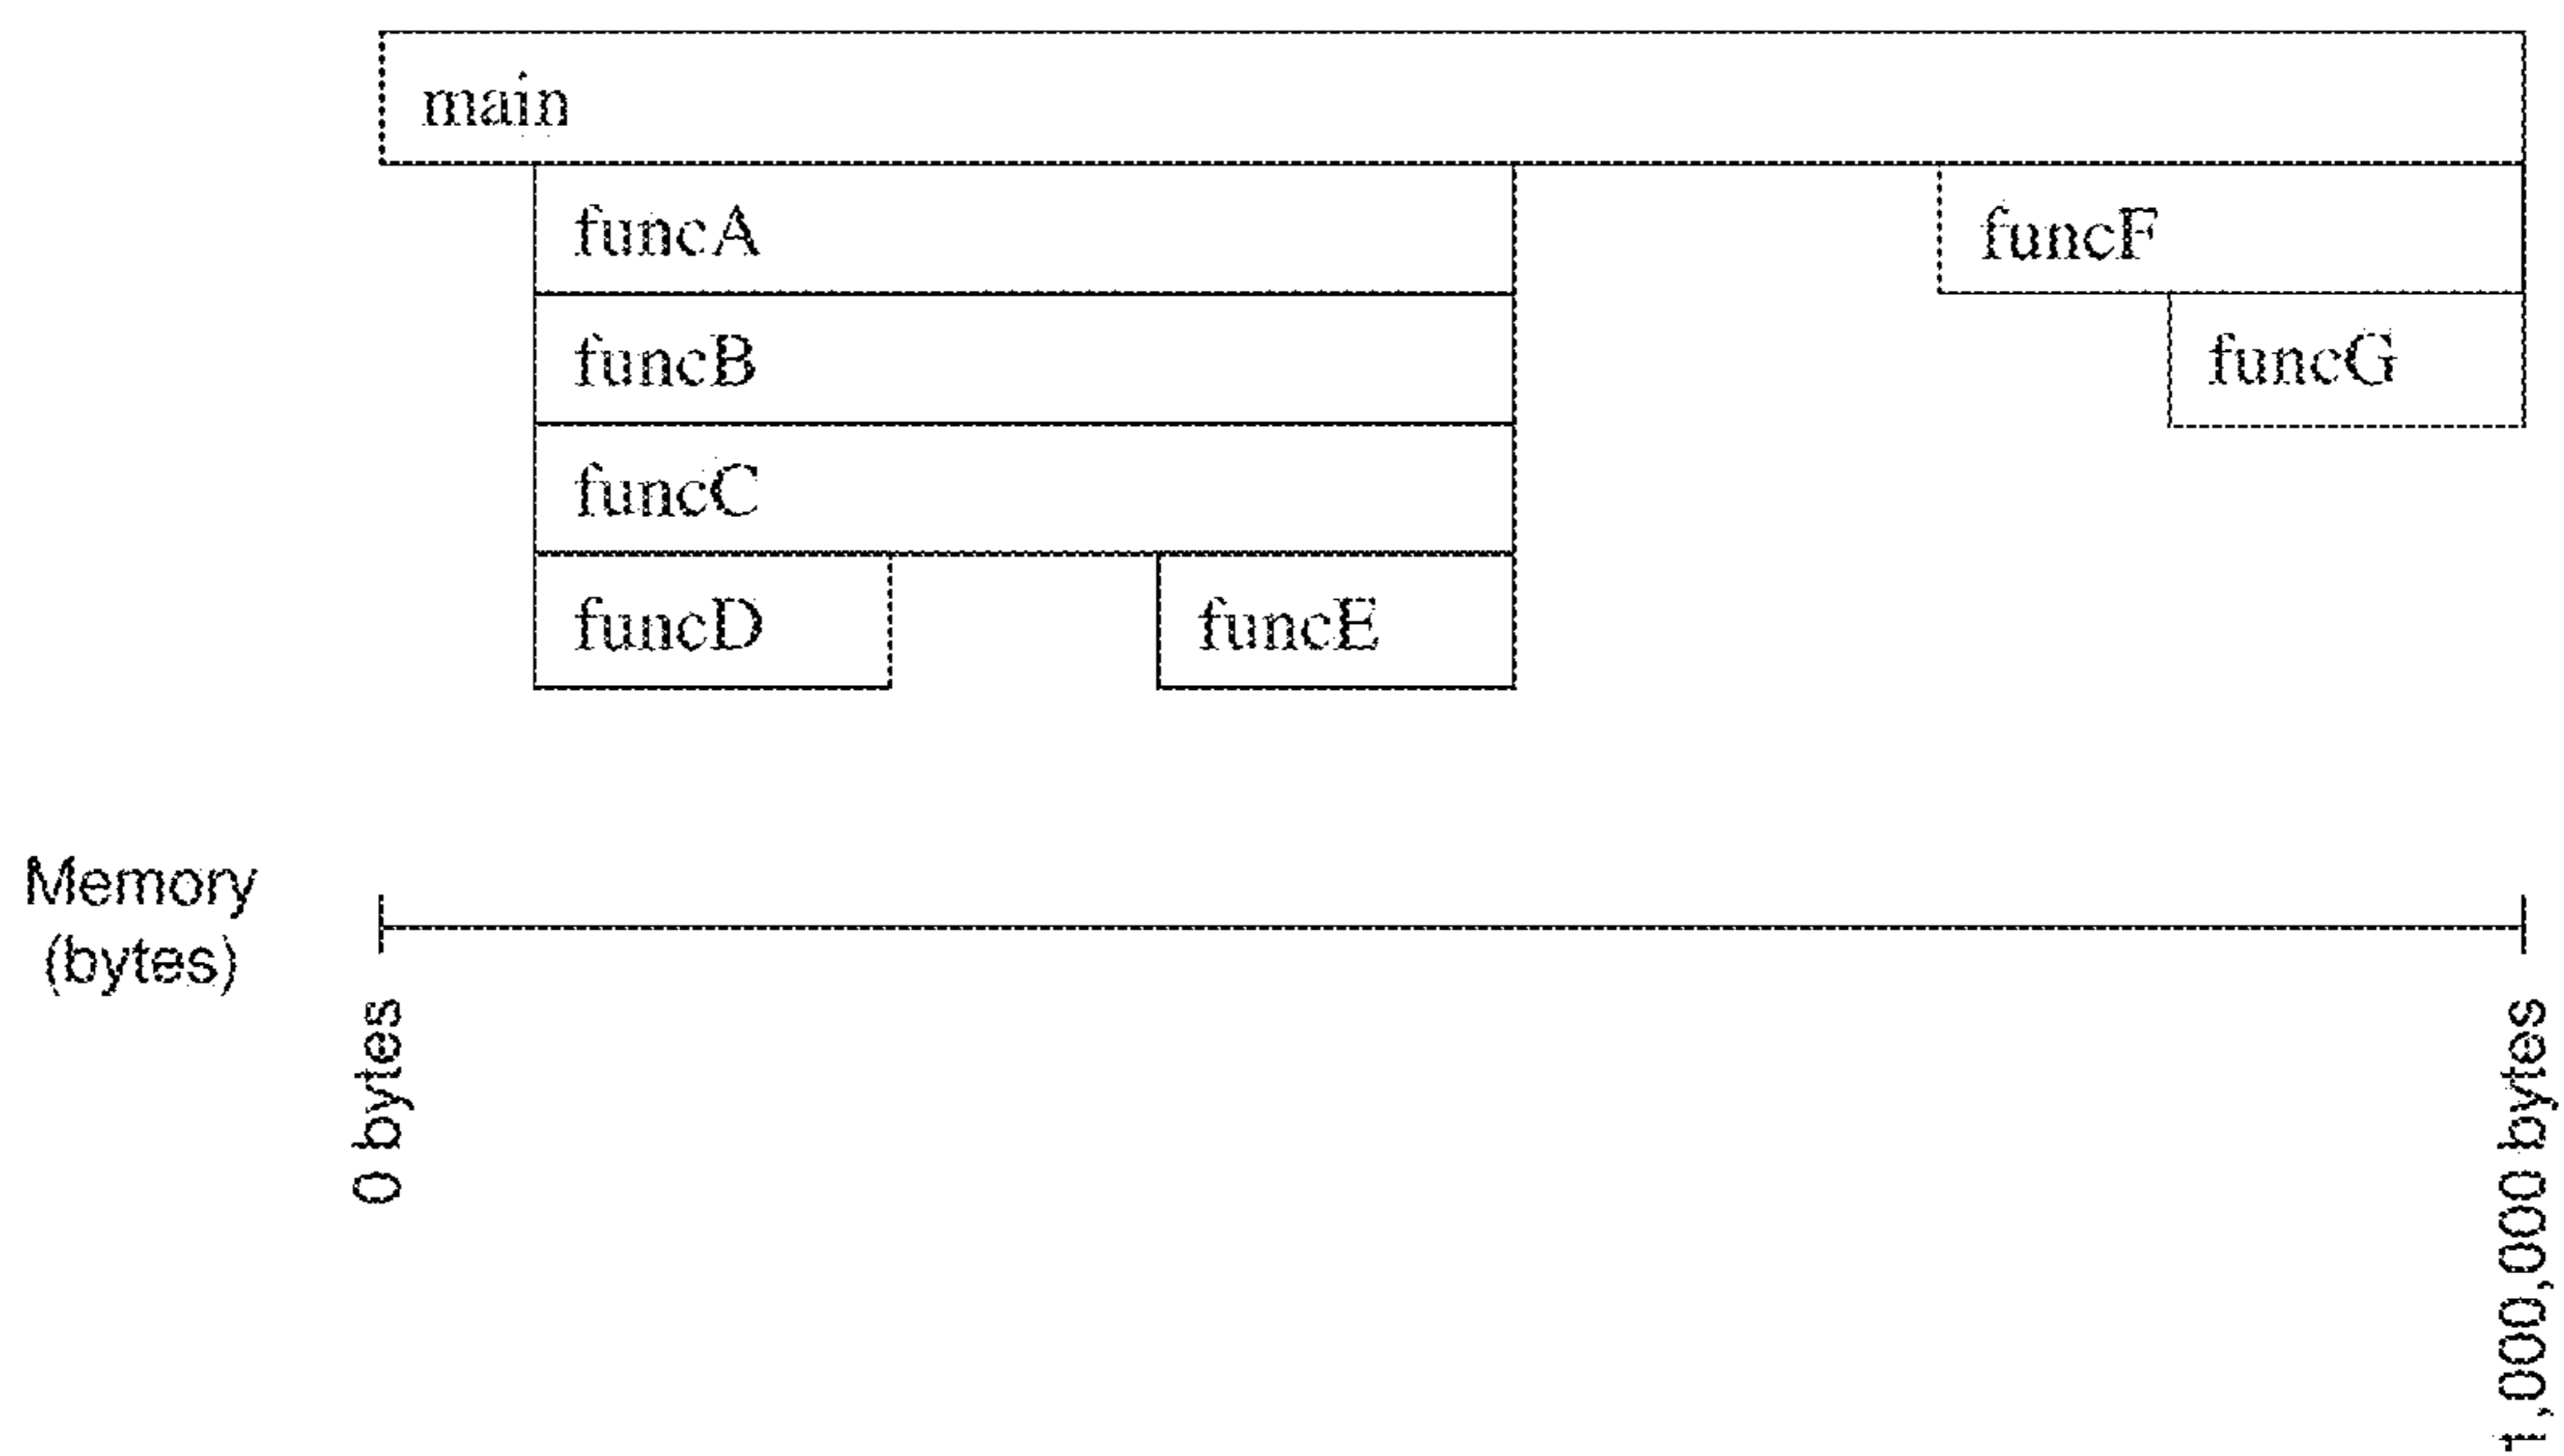 main
funcA
funcF
funcB
funcG
funcC
funcD
funcE
Memory
(bytes)
0 bytes
1,000,000 bytes